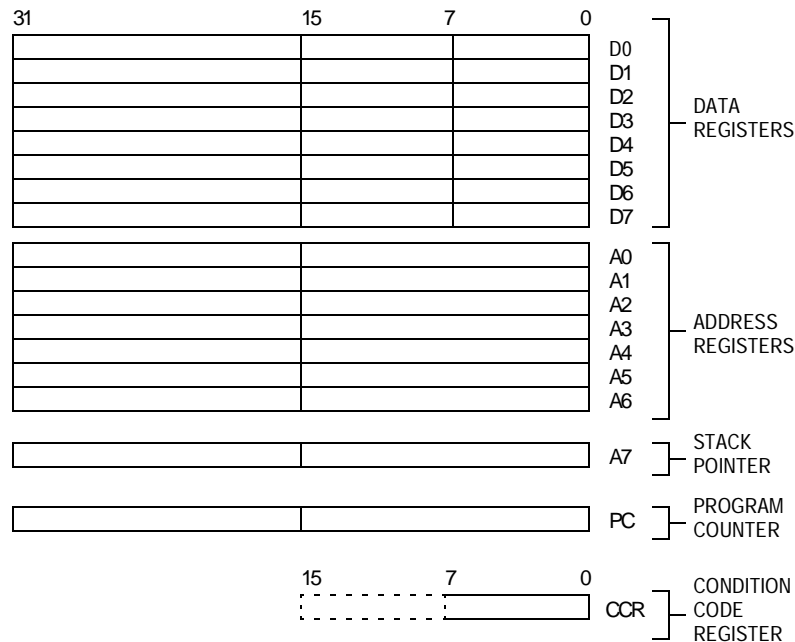 31 15 7 0
D0
D1
D2
D3
D4
D5
D6
D7
DATA
REGISTERS
A0
A1
A2
A3
A4
A5
A6
ADDRESS
REGISTERS
A7
STACK
POINTER
PC
PROGRAM
COUNTER
15 7 0
CCR
CONDITION
CODE
REGISTER